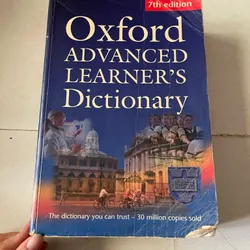 7th edition
Oxford
ADVANCED
LEARNER'S
Dictionary
The dictionary you can trust – 30 million copies sold